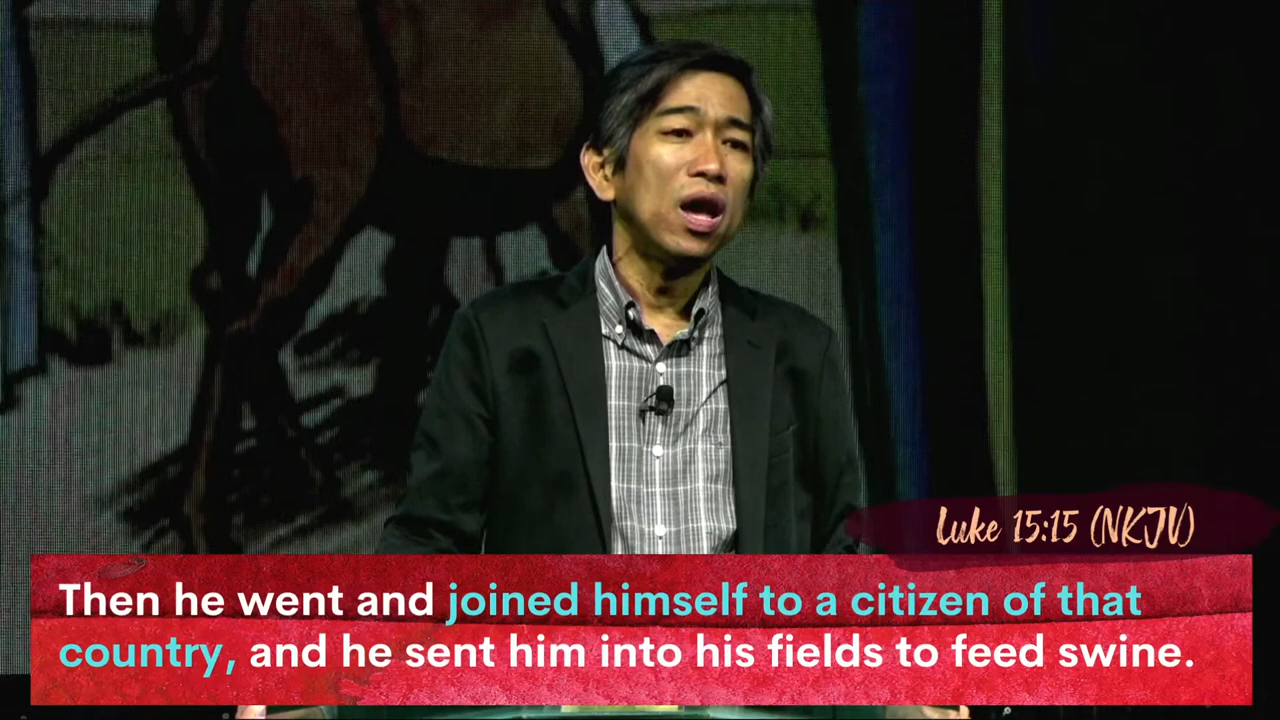 Luke 15:15 (NKJV)
Then he went and joined himself to a citizen of that
country, and he sent him into his fields to feed swine.